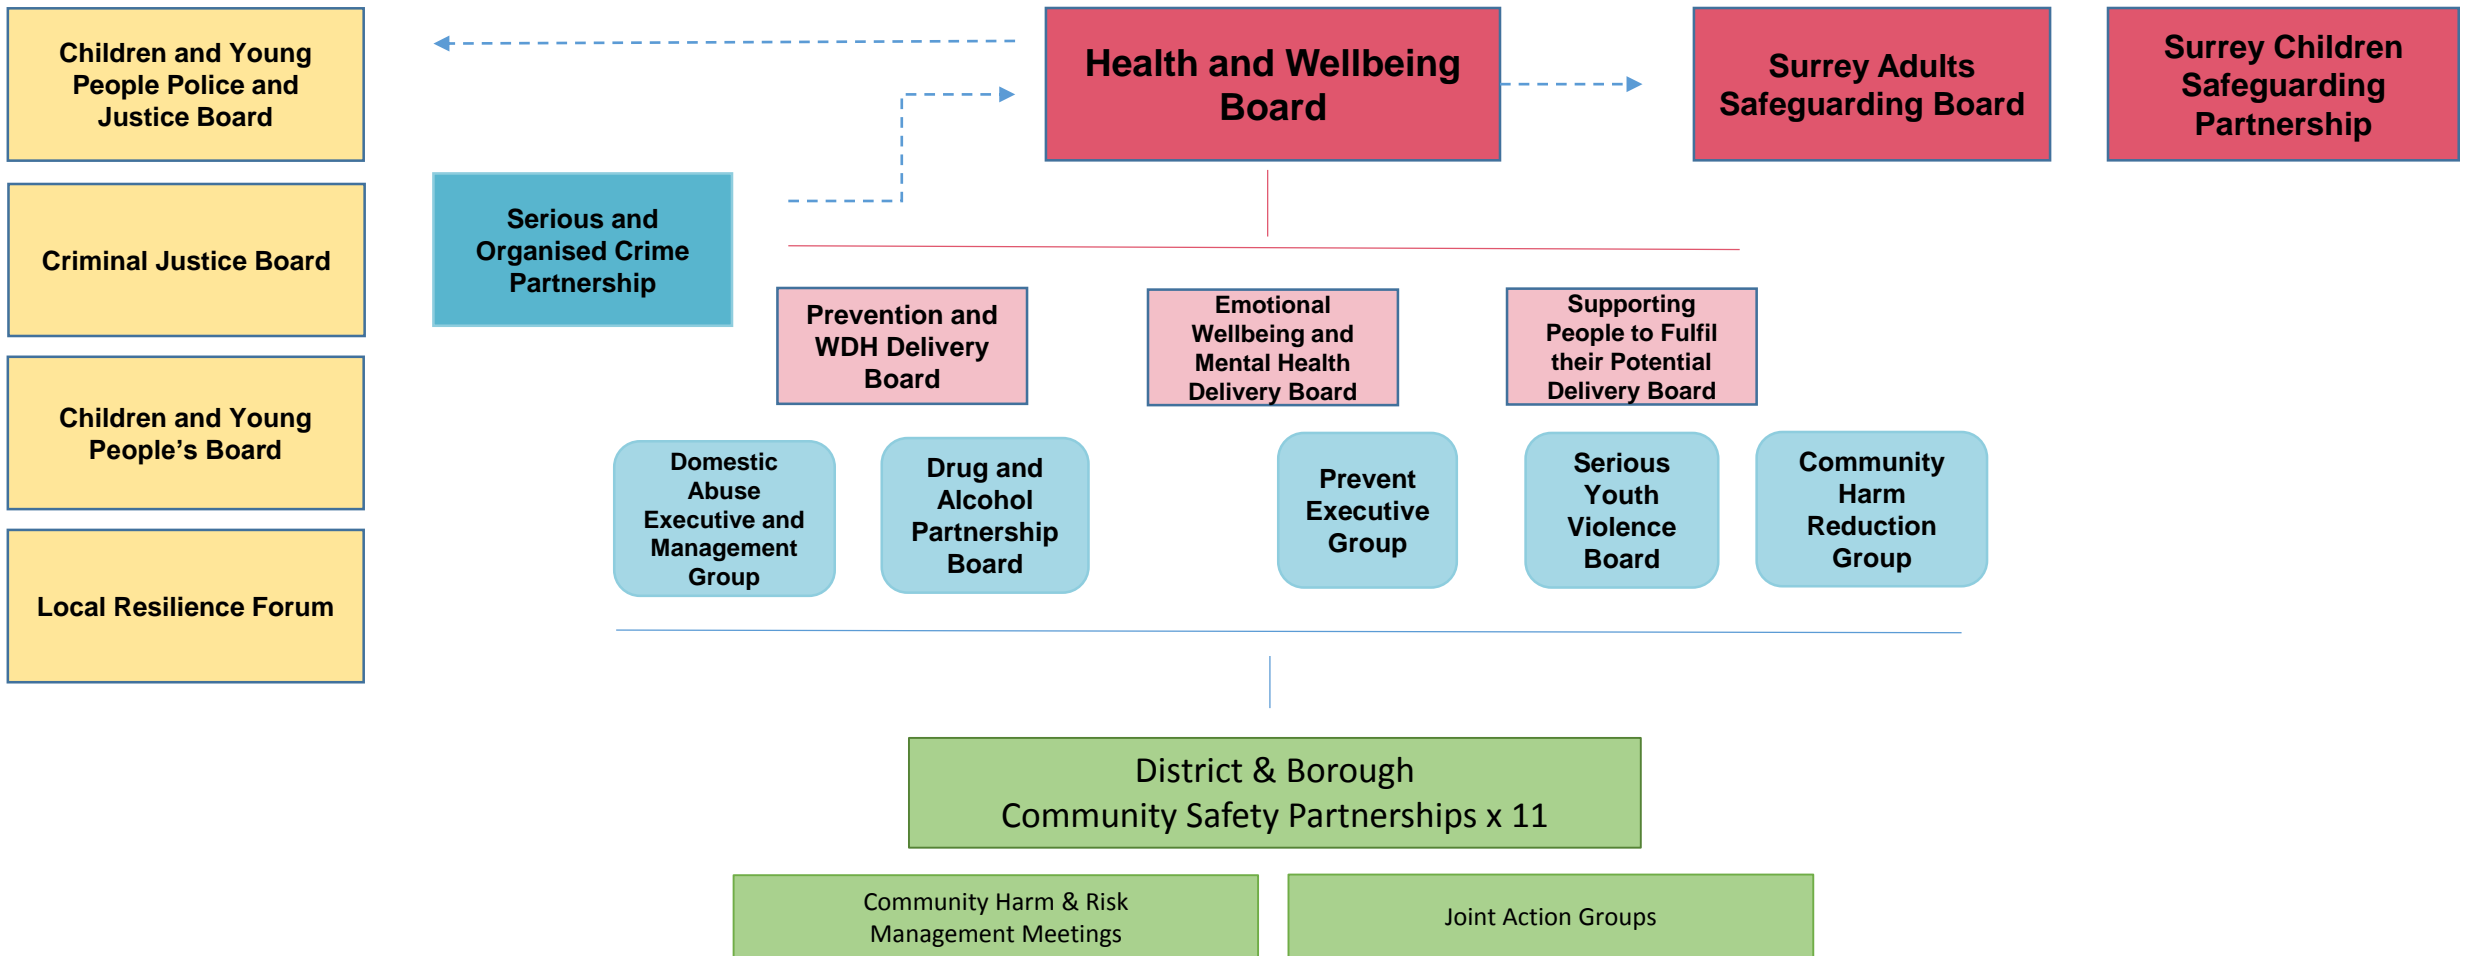 Children and Young
People Police and
Justice Board
Health and Wellbeing
Board
Surrey Adults
Safeguarding Board
Surrey Children
Safeguarding
Partnership
Criminal Justice Board
Serious and
Organised Crime
Partnership
Prevention and
WDH Delivery
Board
Emotional
Wellbeing and
Mental Health
Delivery Board
Supporting
People to Fulfil
their Potential
Delivery Board
Children and Young
People’s Board
Domestic
Abuse
Executive and
Management
Group
Drug and
Alcohol
Partnership
Board
Prevent
Executive
Group
Serious
Youth
Violence
Board
Community
Harm
Reduction
Group
Local Resilience Forum
District & Borough
Community Safety Partnerships x 11
Community Harm & Risk
Management Meetings
Joint Action Groups